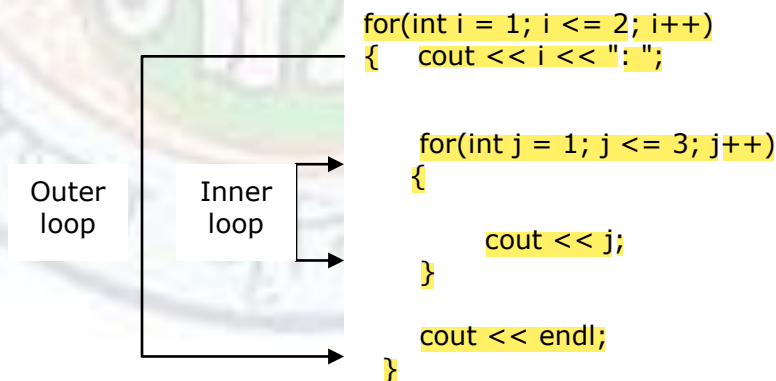 for(int i = 1; i <= 2; i++)
{ cout << i << ": ";
for(int j = 1; j <= 3; j++)
{
Outer
loop
Inner
loop
cout << j;
}
cout << endl;
}